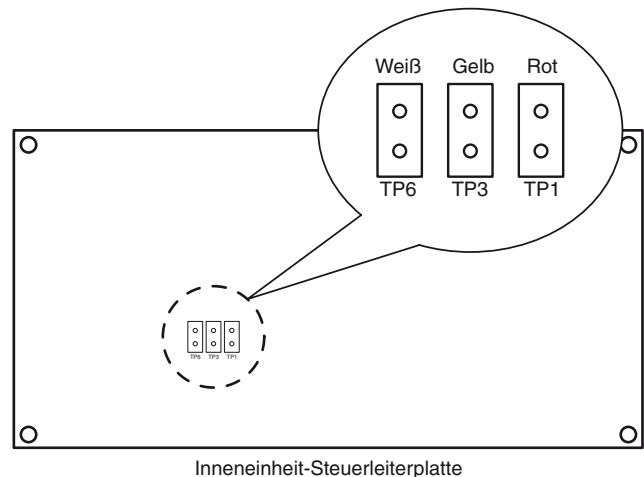 Weiß Gelb Rot
TP6 TP3 TP1
TP6 TP3 TP1
Inneneinheit-Steuerleiterplatte